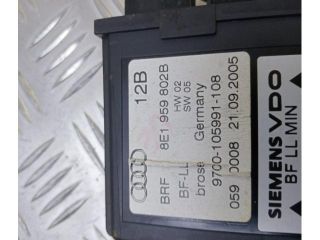 12B
BRF 8E1 959 802B
HW 02
BF-LL SW 05
brose Germany
9700-105991-108
059 0008 21.09.2005
SIEMENS VDO
BF LL MIN